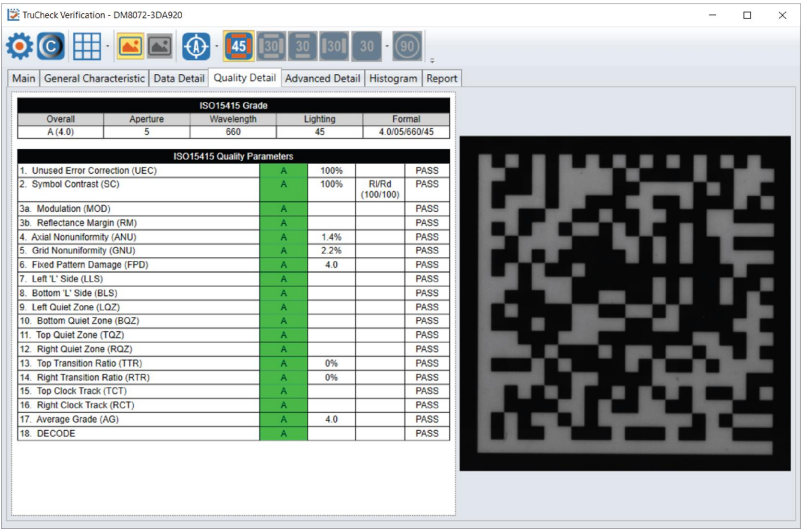 TruCheck Verification - DM8072-3DA920
A 45 30 30 30 30 90
Main General Characteristic Data Detail Quality Detail Advanced Detail Histogram Report
ISO15415 Grade
Overall Aperture Wavelength Lighting Formal
A (4.0) 5 660 45 4.0/05/660/45
ISO15415 Quality Parameters
1. Unused Error Correction (UEC) A 100% PASS
2. Symbol Contrast (SC) A 100% Rl/Rd PASS
(100/100)
3a. Modulation (MOD) A PASS
3b. Reflectance Margin (RM) A PASS
4. Axial Nonuniformity (ANU) A 1.4% PASS
5. Grid Nonuniformity (GNU) A 2.2% PASS
6. Fixed Pattern Damage (FPD) A 4.0 PASS
7. Left 'L' Side (LLS) A PASS
8. Bottom 'L' Side (BLS) A PASS
9. Left Quiet Zone (LQZ) A PASS
10. Bottom Quiet Zone (BQZ) A PASS
11. Top Quiet Zone (TQZ) A PASS
12. Right Quiet Zone (RQZ) A PASS
13. Top Transition Ratio (TTR) A 0% PASS
14. Right Transition Ratio (RTR) A 0% PASS
15. Top Clock Track (TCT) A PASS
16. Right Clock Track (RCT) A PASS
17. Average Grade (AG) A 4.0 PASS
18. DECODE A PASS